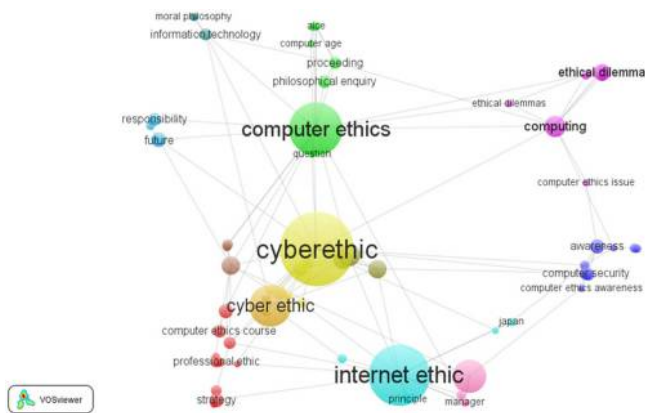 moral philosophy
information technology
aice
computer age
proceeding
philosophical enquiry
ethical dilemma
ethical dilemmas
computing
responsibility
computer ethics
future
question
computer ethics issue
cyberethic
awareness
computer security
computer ethics awareness
cyber ethic
japan
computer ethics course
professional ethic
internet ethic
strategy
principle
manager
VOSviewer